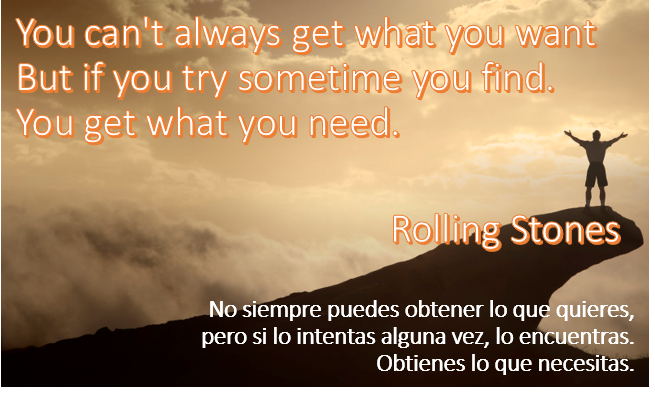 You can't always get what you want
But if you try sometime you find.
You get what you need.
Rolling Stones
No siempre puedes obtener lo que quieres,
pero si lo intentas alguna vez, lo encuentras.
Obtienes lo que necesitas.